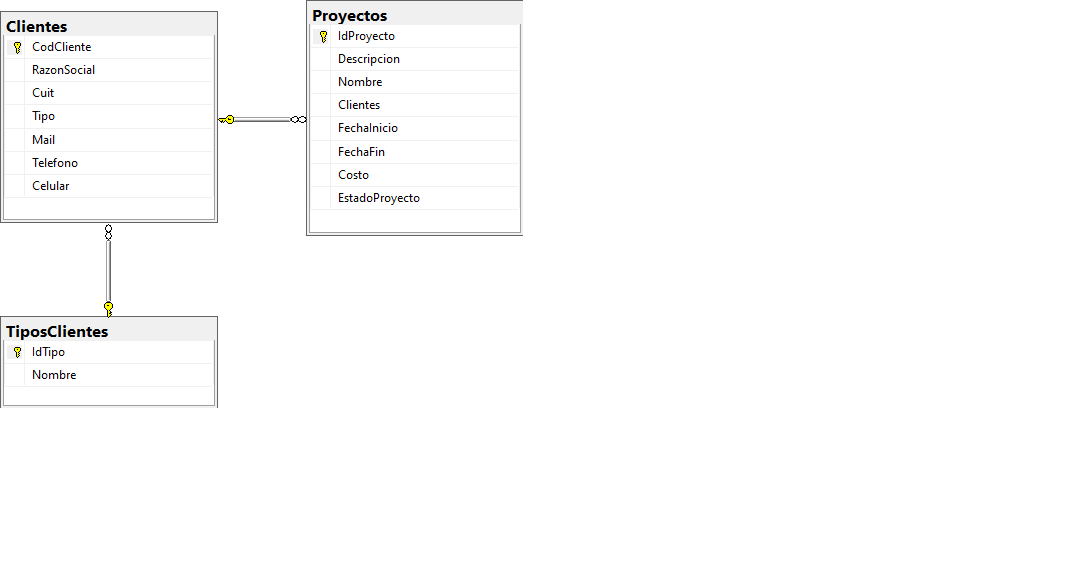 Clientes
CodCliente
RazonSocial
Cuit
Tipo
Mail
Telefono
Celular
Proyectos
IdProyecto
Descripcion
Nombre
Clientes
FechaInicio
FechaFin
Costo
EstadoProyecto
TiposClientes
IdTipo
Nombre